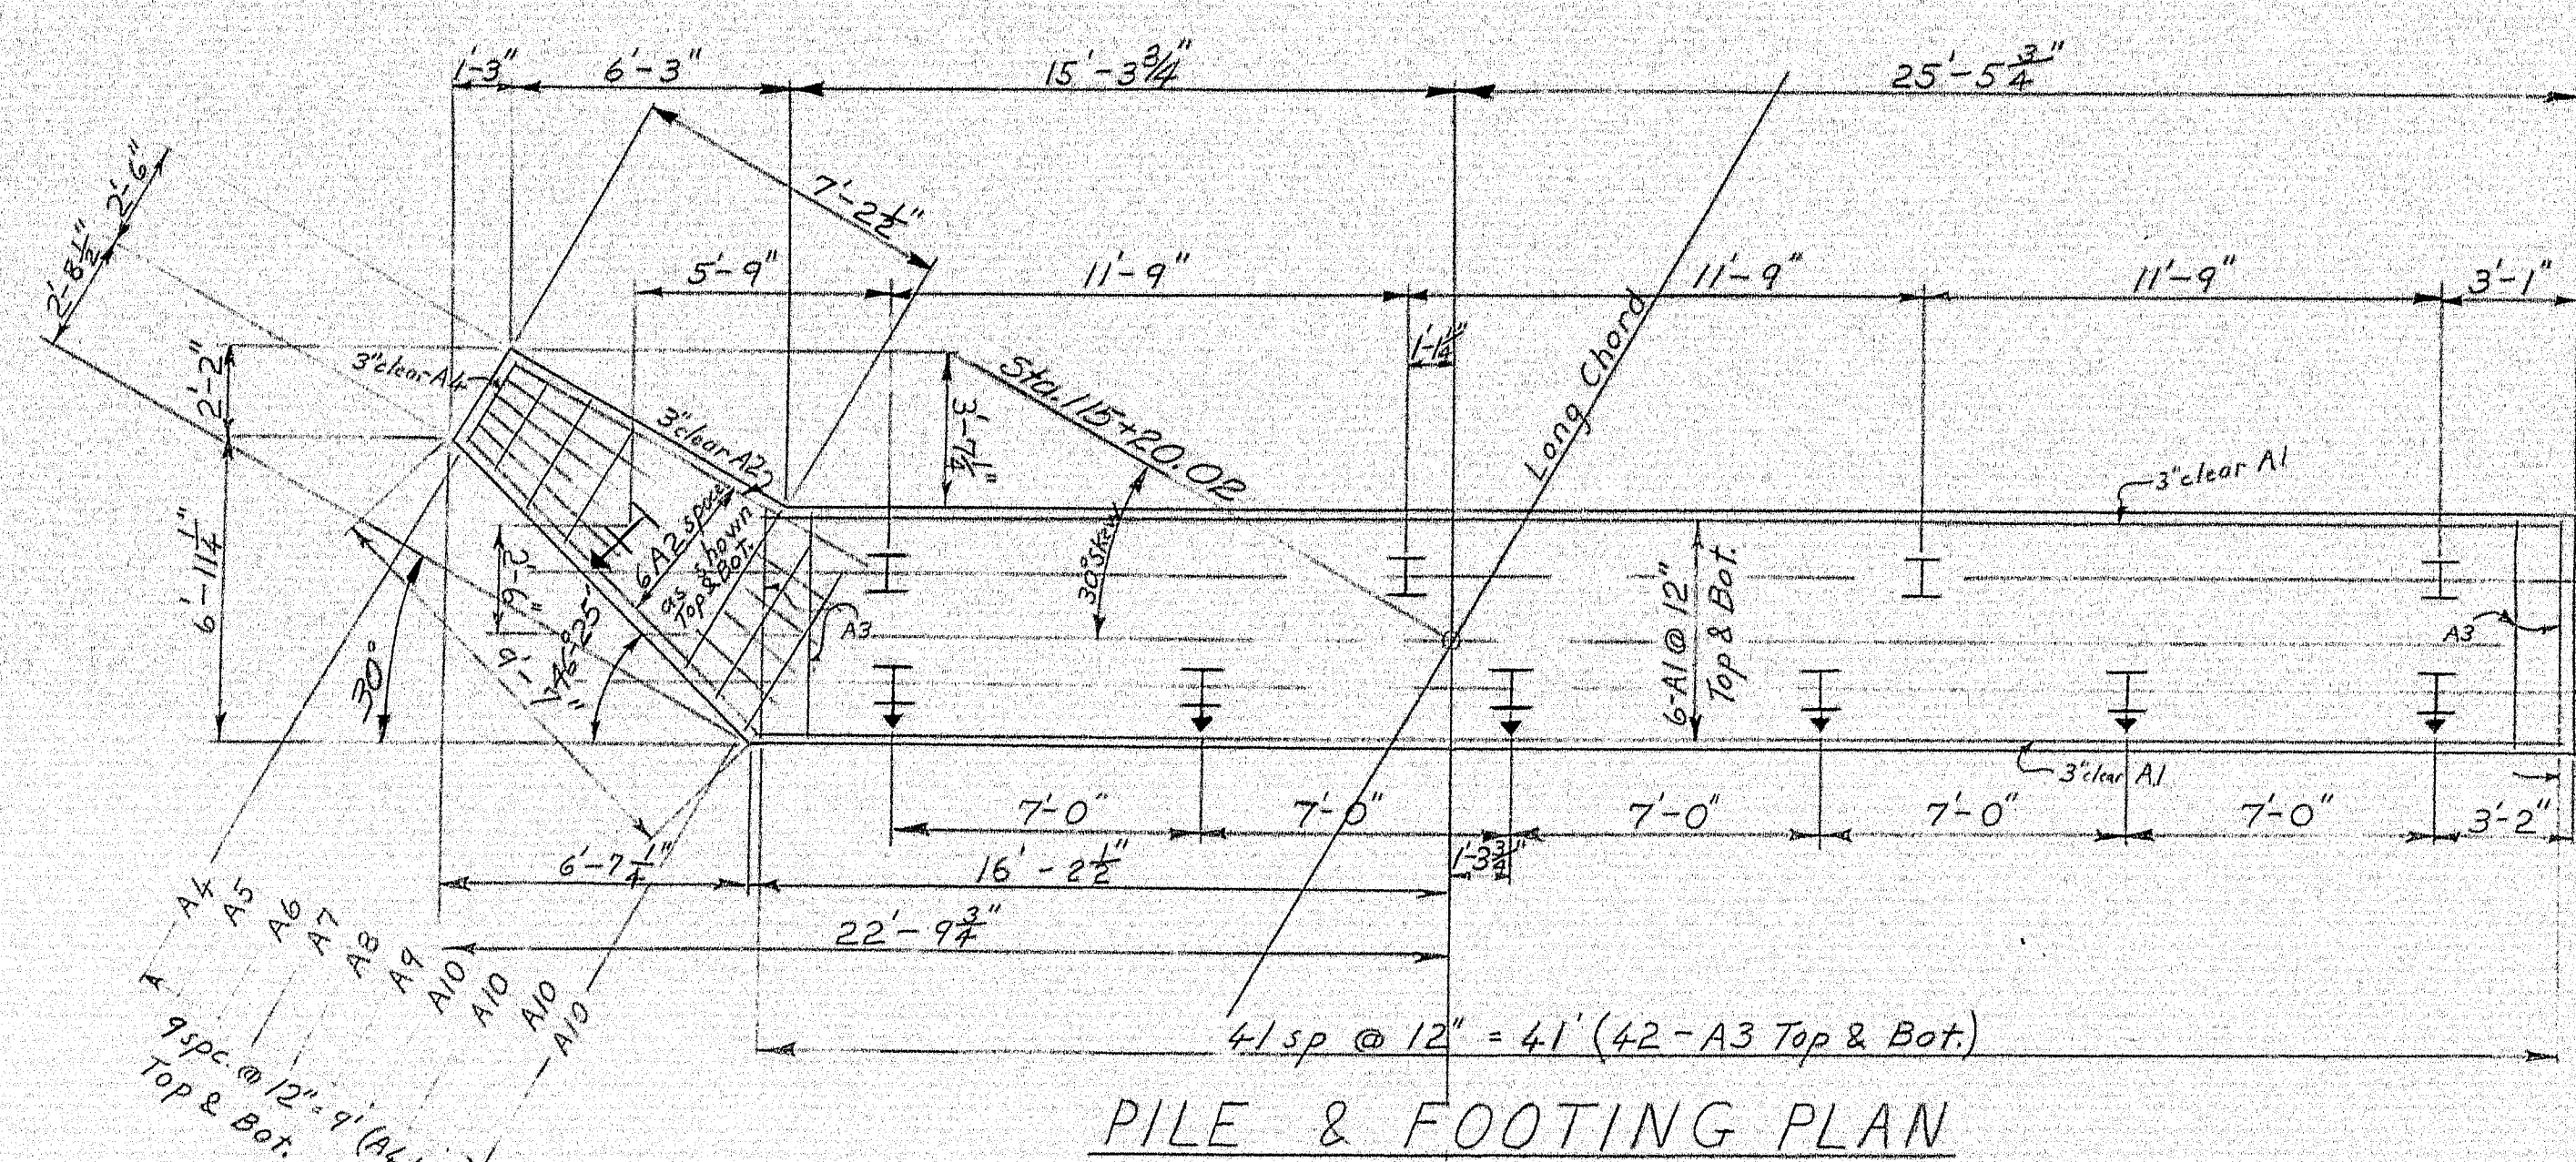 1'-3" 6'-3" 15'-3 3/4" 25'-5 3/4"
2'-6"
2'-8 1/2"
7'-2 1/2"
5'-9" 11'-9" 11'-9" 11'-9" 3'-1"
1'-1 1/4"
2'-2"
3" clear A4
3" clear A2
3'-7 1/4"
Sta. 115+20.02
Long Chord
3" clear A1
6'-11 1/4"
30°
2'-6"
46°-25'
6 A2 space
as shown
Top & Bot.
A3
30° Skew
6-A1 @ 12"
Top & Bot.
A3
3" clear A1
7'-0" 7'-0" 7'-0" 7'-0" 7'-0" 3'-2"
6'-7 1/4" 16'-2 1/2" 1'-3 3/4"
22'-9 3/4"
A4 A5 A6 A7 A8 A9 A10 A10 A10 A10
9 spc. @ 12" = 9'
Top & Bot.
41 sp @ 12" = 41' (42-A3 Top & Bot.)
PILE & FOOTING PLAN